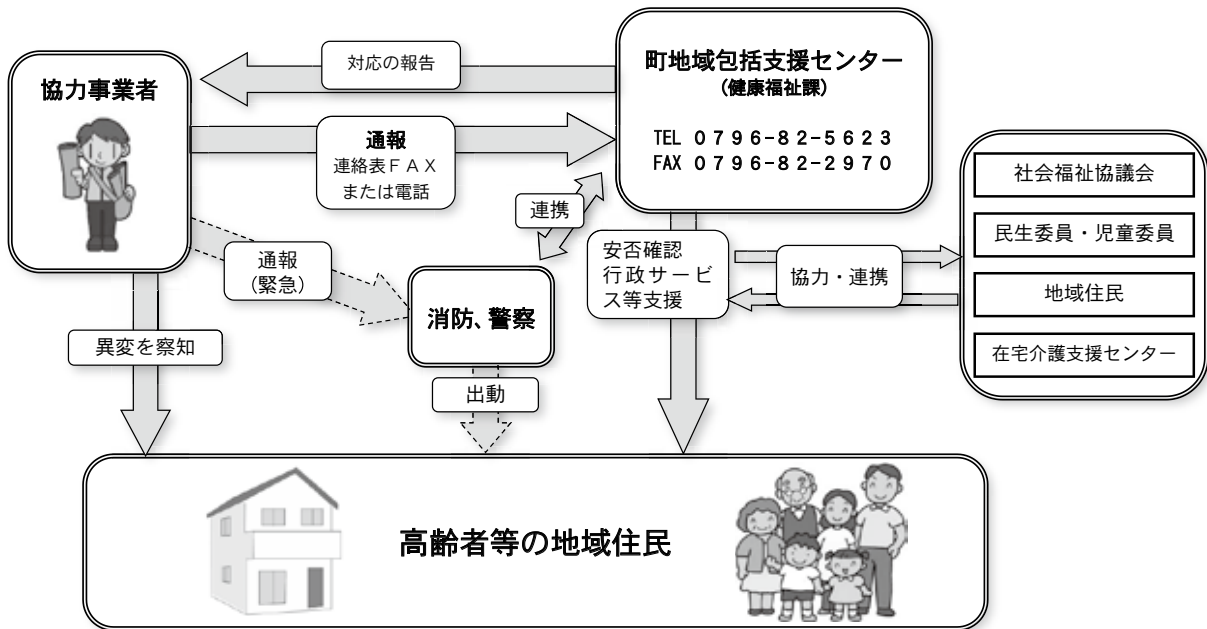 対応の報告
協力事業者
町地域包括支援センター
(健康福祉課)
TEL 0796-82-5623
FAX 0796-82-2970
通報
連絡表FAX
または電話
社会福祉協議会
民生委員・児童委員
地域住民
在宅介護支援センター
連携
安否確認
行政サービ
ス等支援
協力・連携
通報
(緊急)
消防、警察
異変を察知
出動
高齢者等の地域住民